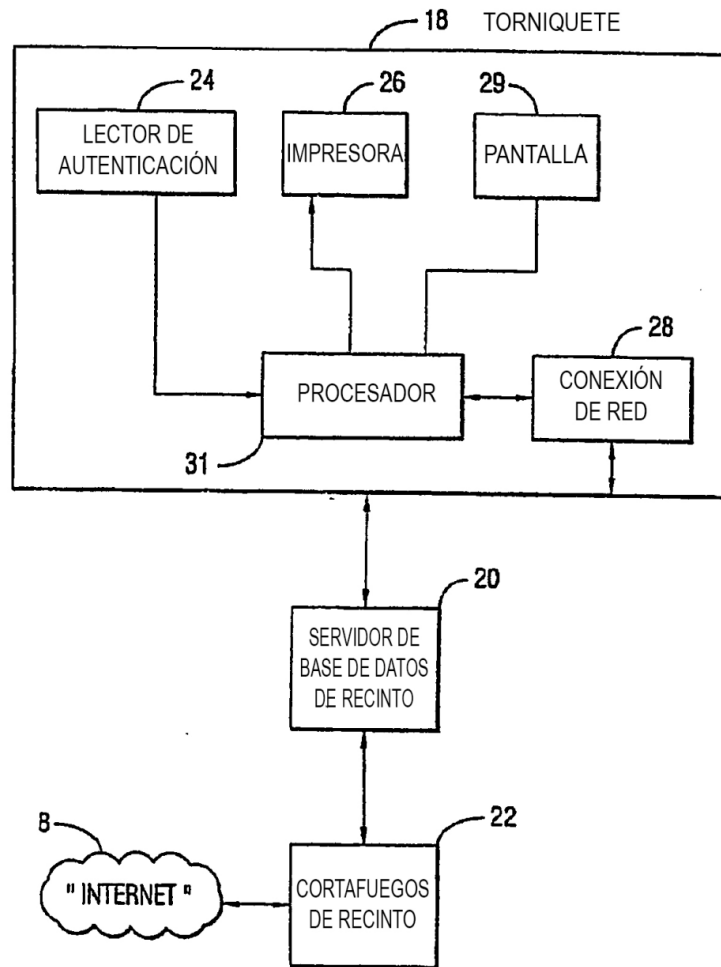 18 TORNIQUETE
24
26
29
LECTOR DE
AUTENTICACIÓN
IMPRESORA
PANTALLA
28
PROCESADOR
CONEXIÓN
DE RED
31
20
SERVIDOR DE
BASE DE DATOS
DE RECINTO
8
22
" INTERNET "
CORTAFUEGOS
DE RECINTO